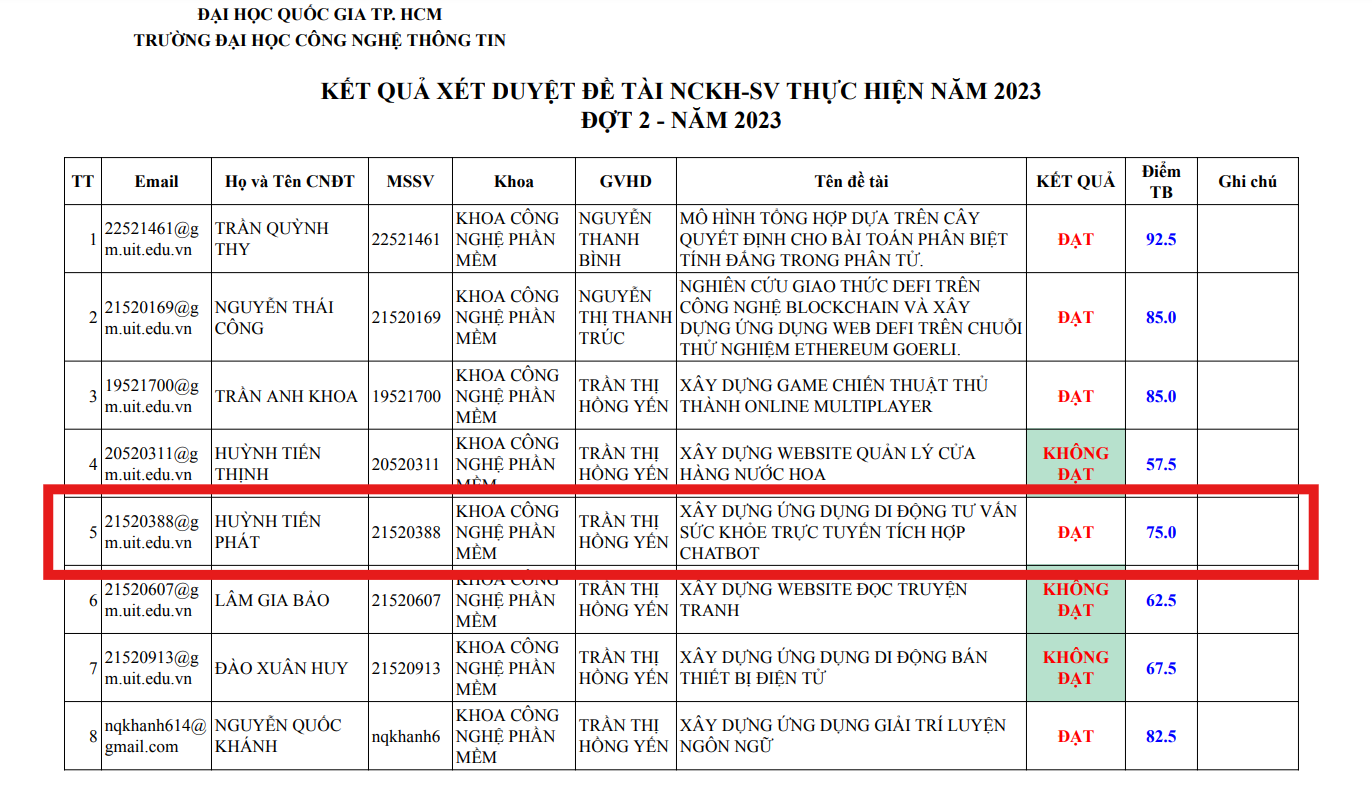 ĐẠI HỌC QUỐC GIA TP. HCM
TRƯỜNG ĐẠI HỌC CÔNG NGHỆ THÔNG TIN
KẾT QUẢ XÉT DUYỆT ĐỀ TÀI NCKH-SV THỰC HIỆN NĂM 2023
ĐỢT 2 - NĂM 2023
TT Email Họ và Tên CNĐT MSSV Khoa GVHD Tên đề tài KẾT QUẢ Điểm TB Ghi chú
1 22521461@gm.uit.edu.vn TRẦN QUỲNH THY 22521461 KHOA CÔNG NGHỆ PHẦN MỀM NGUYỄN THANH BÌNH MÔ HÌNH TỔNG HỢP DỰA TRÊN CÂY QUYẾT ĐỊNH CHO BÀI TOÁN PHÂN BIỆT TÍNH ĐẮNG TRONG PHÂN TỬ. ĐẠT 92.5
2 21520169@gm.uit.edu.vn NGUYỄN THÁI CÔNG 21520169 KHOA CÔNG NGHỆ PHẦN MỀM NGUYỄN THỊ THANH TRÚC NGHIÊN CỨU GIAO THỨC DEFI TRÊN CÔNG NGHỆ BLOCKCHAIN VÀ XÂY DỰNG ỨNG DỤNG WEB DEFI TRÊN CHUỖI THỬ NGHIỆM ETHEREUM GOERLI. ĐẠT 85.0
3 19521700@gm.uit.edu.vn TRẦN ANH KHOA 19521700 KHOA CÔNG NGHỆ PHẦN MỀM TRẦN THỊ HỒNG YẾN XÂY DỰNG GAME CHIẾN THUẬT THỦ THÀNH ONLINE MULTIPLAYER ĐẠT 85.0
4 20520311@gm.uit.edu.vn HUỲNH TIẾN THỊNH 20520311 KHOA CÔNG NGHỆ PHẦN MỀM TRẦN THỊ HỒNG YẾN XÂY DỰNG WEBSITE QUẢN LÝ CỬA HÀNG NƯỚC HOA KHÔNG ĐẠT 57.5
5 21520388@gm.uit.edu.vn HUỲNH TIẾN PHÁT 21520388 KHOA CÔNG NGHỆ PHẦN MỀM TRẦN THỊ HỒNG YẾN XÂY DỰNG ỨNG DỤNG DI ĐỘNG TƯ VẤN SỨC KHỎE TRỰC TUYẾN TÍCH HỢP CHATBOT ĐẠT 75.0
6 21520607@gm.uit.edu.vn LÂM GIA BẢO 21520607 KHOA CÔNG NGHỆ PHẦN MỀM TRẦN THỊ HỒNG YẾN XÂY DỰNG WEBSITE ĐỌC TRUYỆN TRANH KHÔNG ĐẠT 62.5
7 21520913@gm.uit.edu.vn ĐÀO XUÂN HUY 21520913 KHOA CÔNG NGHỆ PHẦN MỀM TRẦN THỊ HỒNG YẾN XÂY DỰNG ỨNG DỤNG DI ĐỘNG BÁN THIẾT BỊ ĐIỆN TỬ KHÔNG ĐẠT 67.5
8 nqkhanh614@gmail.com NGUYỄN QUỐC KHÁNH nqkhanh6 KHOA CÔNG NGHỆ PHẦN MỀM TRẦN THỊ HỒNG YẾN XÂY DỰNG ỨNG DỤNG GIẢI TRÍ LUYỆN NGÔN NGỮ ĐẠT 82.5